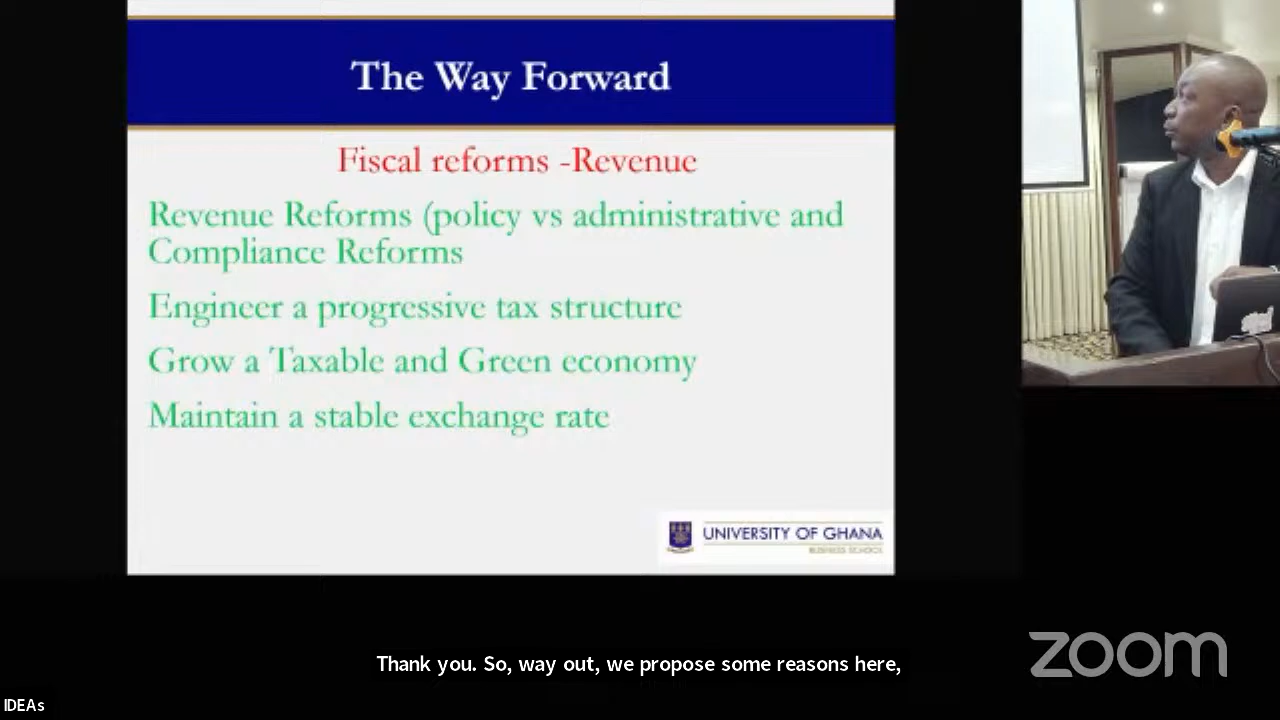 The Way Forward
Fiscal reforms -Revenue
Revenue Reforms (policy vs administrative and
Compliance Reforms
Engineer a progressive tax structure
Grow a Taxable and Green economy
Maintain a stable exchange rate
UNIVERSITY OF GHANA
BUSINESS SCHOOL
Thank you. So, way out, we propose some reasons here,
zoom
IDEAs